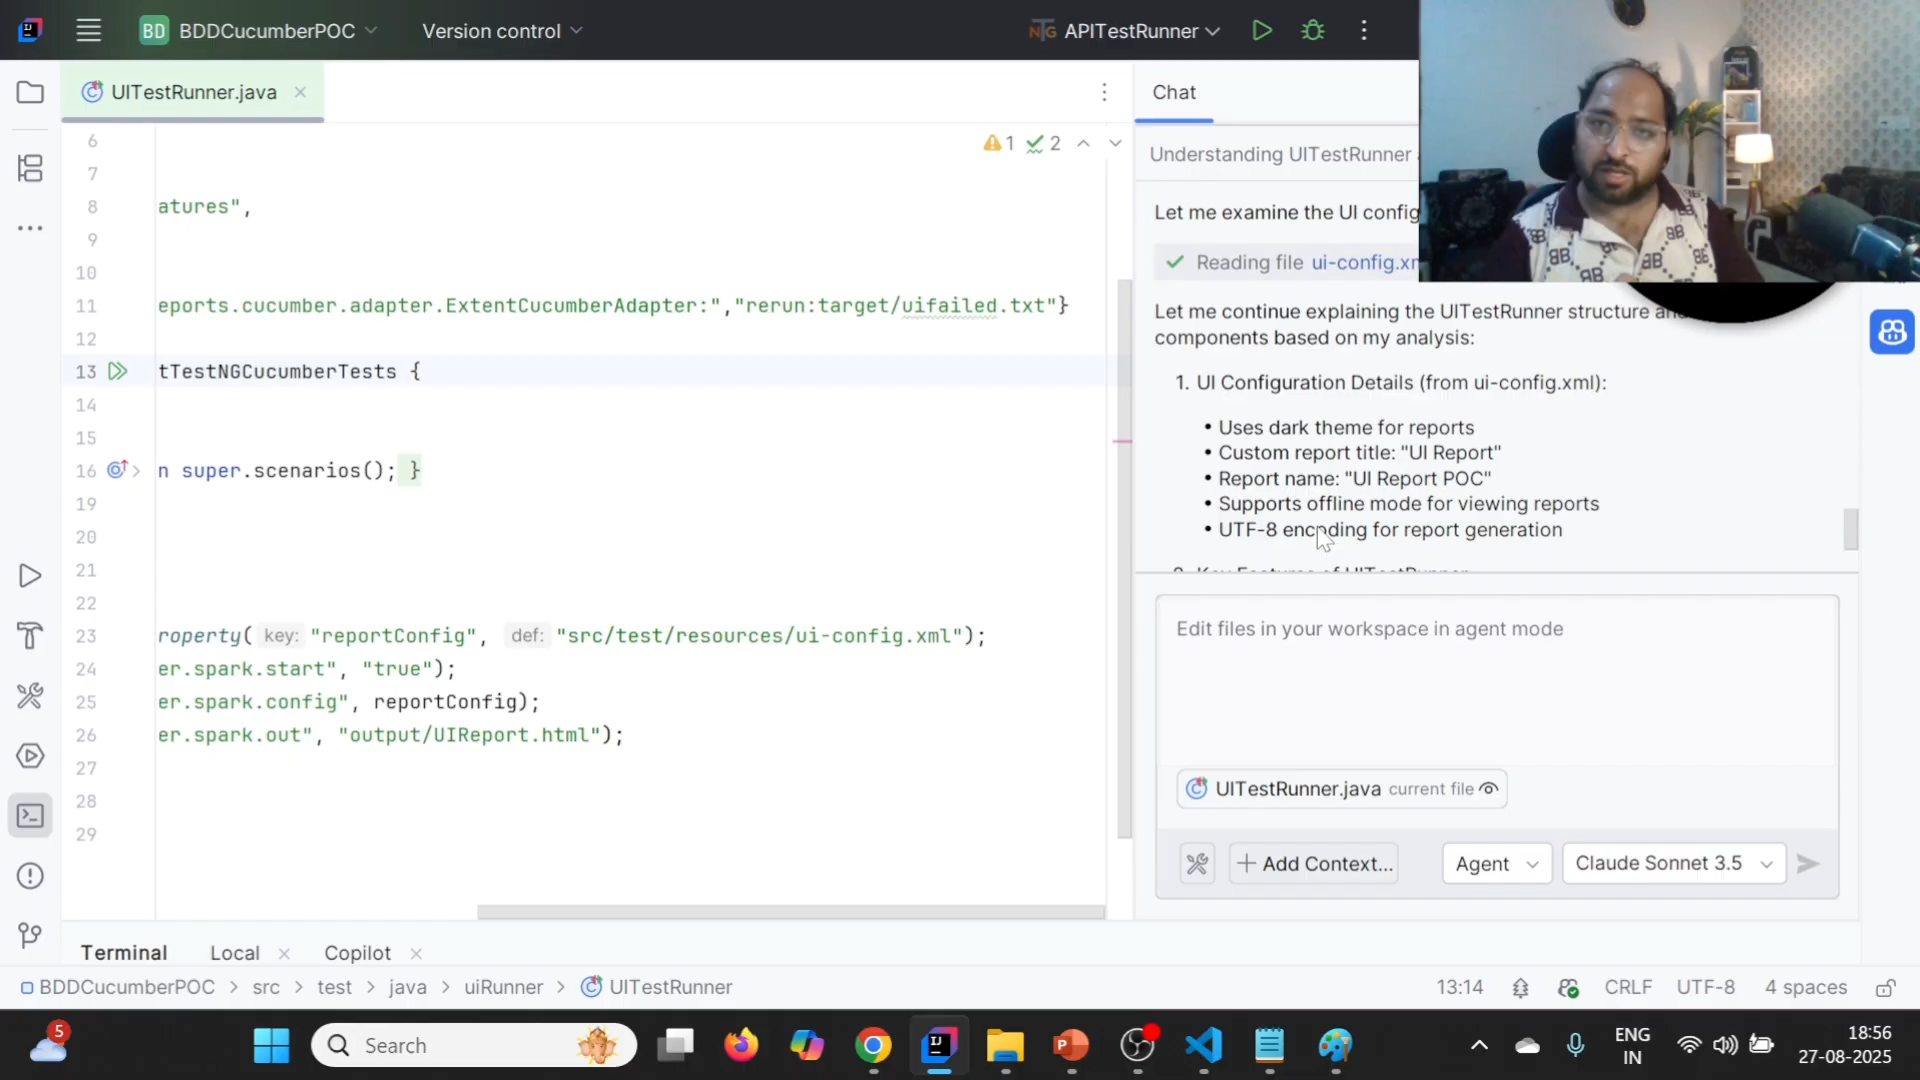 BD BDDCucumberPOC
Version control
APITestRunner
UITestRunner.java
1 2
6
7
8 atures",
9
10
11 eports.cucumber.adapter.ExtentCucumberAdapter:","rerun:target/uifailed.txt"}
12
13 tTestNGCucumberTests {
14
15
16 n super.scenarios(); }
19
20
21
22
23 roperty( key: "reportConfig", def: "src/test/resources/ui-config.xml");
24 er.spark.start", "true");
25 er.spark.config", reportConfig);
26 er.spark.out", "output/UIReport.html");
27
28
29
Chat
Understanding UITestRunner
Let me examine the UI config
Reading file ui-config.xm
Let me continue explaining the UITestRunner structure and
components based on my analysis:
1. UI Configuration Details (from ui-config.xml):
• Uses dark theme for reports
• Custom report title: "UI Report"
• Report name: "UI Report POC"
• Supports offline mode for viewing reports
• UTF-8 encoding for report generation
Edit files in your workspace in agent mode
UITestRunner.java current file
Add Context...
Agent
Claude Sonnet 3.5
Terminal Local Copilot
BDDCucumberPOC > src > test > java > uiRunner > UITestRunner
13:14 CRLF UTF-8 4 spaces
5
Search
ENG
IN
18:56
27-08-2025